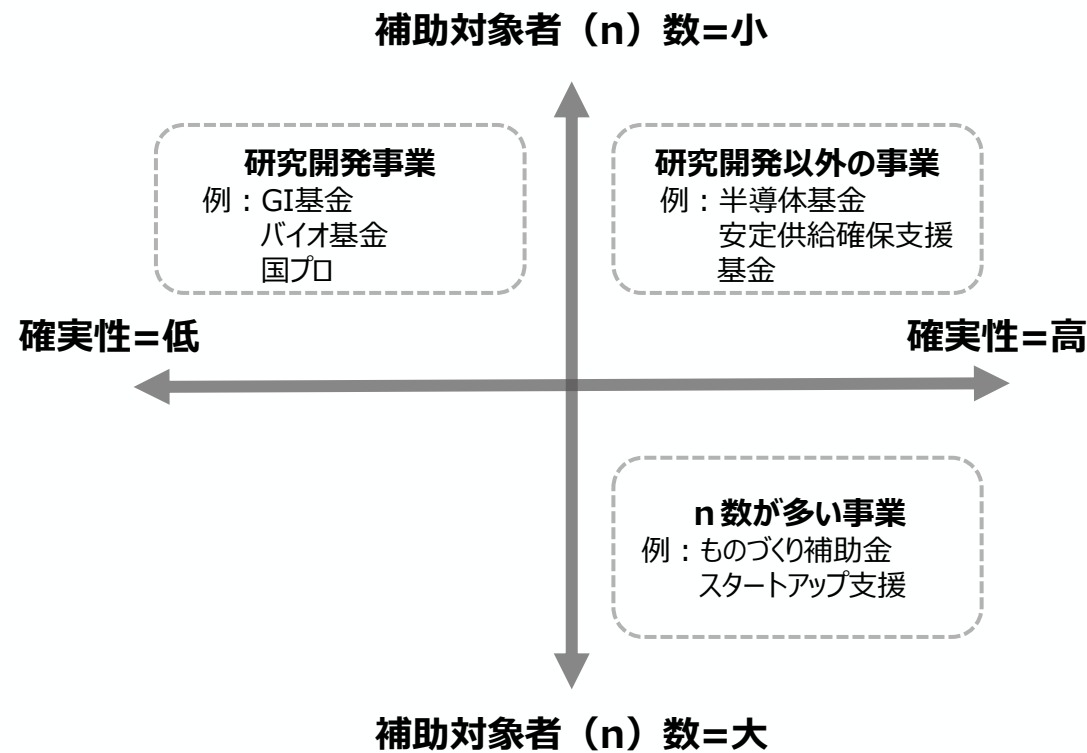 補助対象者（n）数=小
研究開発事業
例：GI基金
バイオ基金
国プロ
研究開発以外の事業
例：半導体基金
安定供給確保支援
基金
確実性=低
確実性=高
n数が多い事業
例：ものづくり補助金
スタートアップ支援
補助対象者（n）数=大